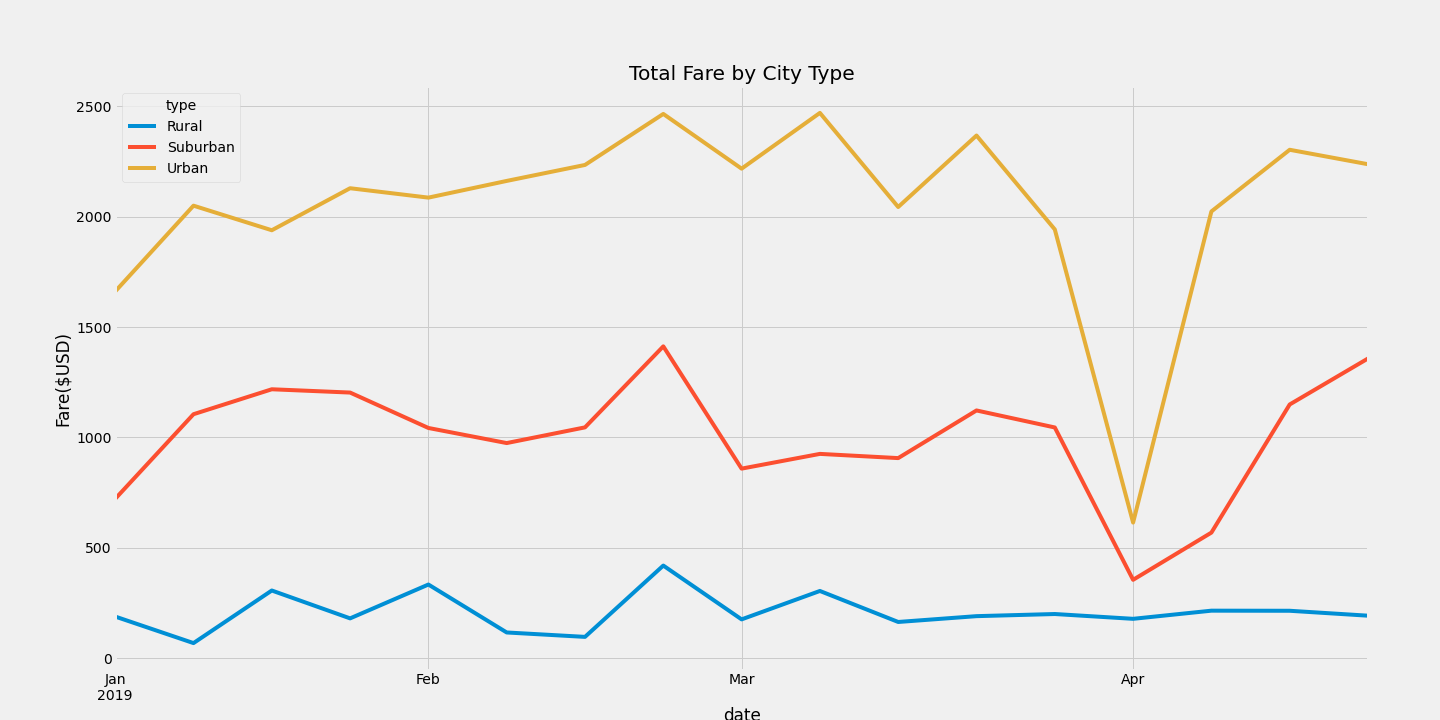 Total Fare by City Type
type
Rural
Suburban
Urban
2500
2000
1500
1000
500
0
Fare($USD)
Jan Feb Mar Apr
2019
date